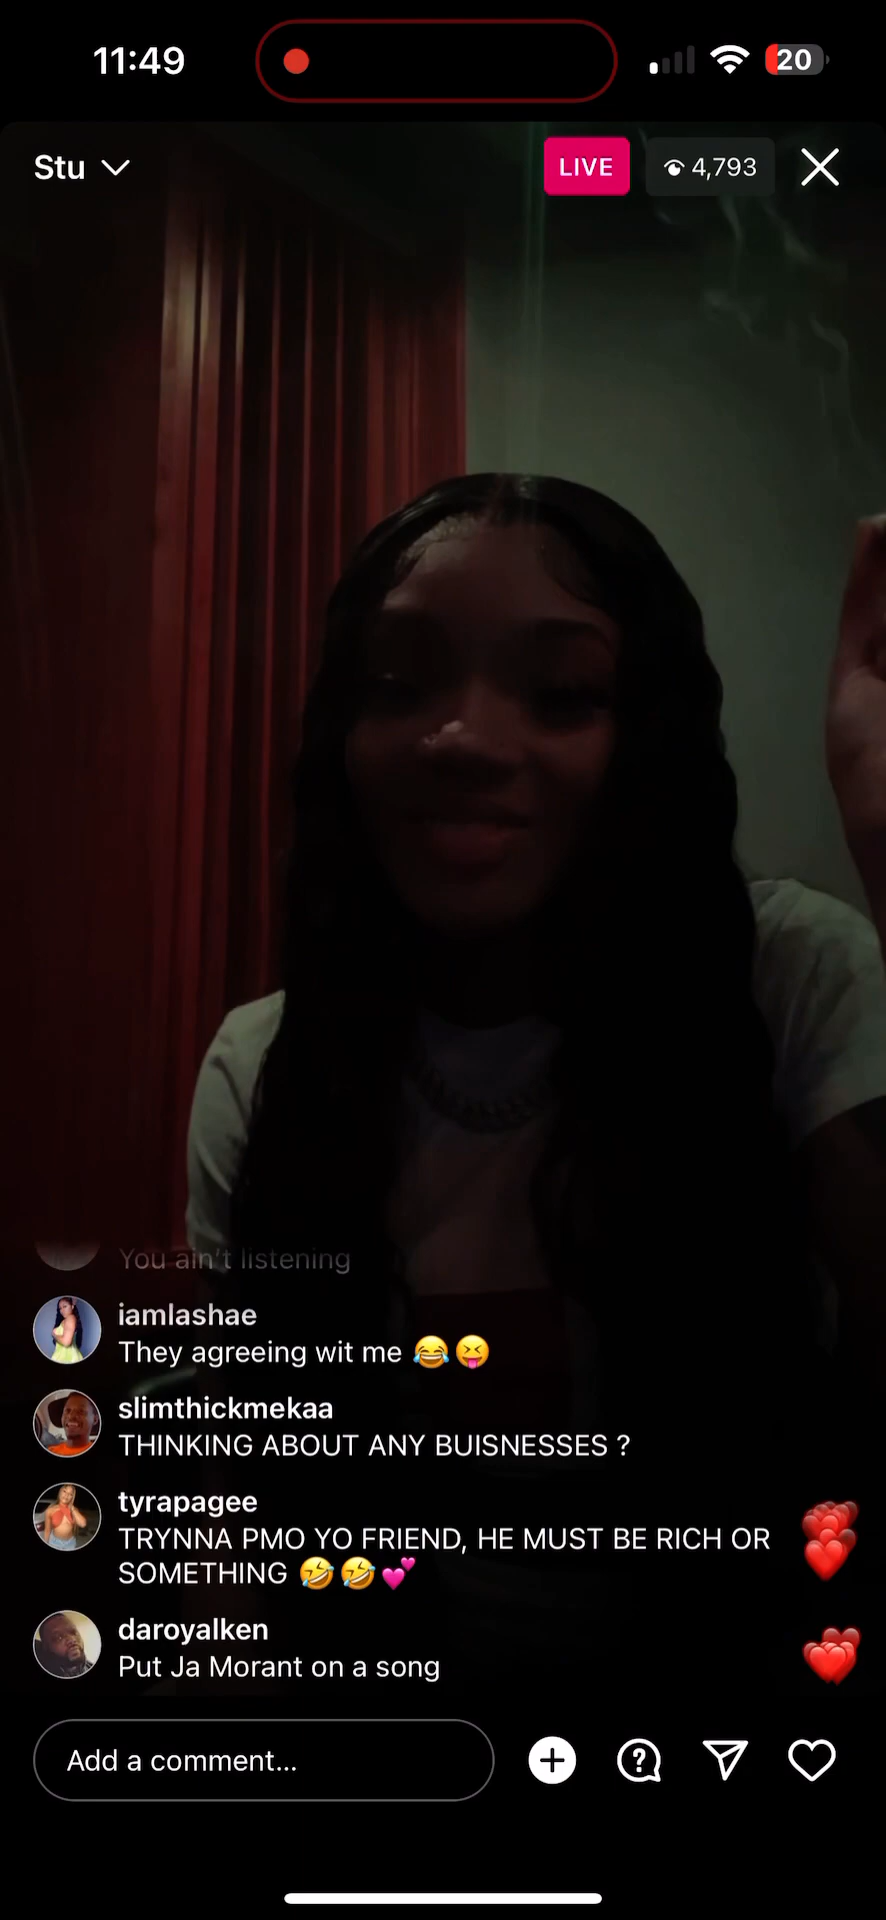 11:49
20
Stu
LIVE
4,793
You ain't listening
iamlashae
They agreeing wit me 😂😝
slimthickmekaa
THINKING ABOUT ANY BUISNESSES ?
tyrapagee
TRYNNA PMO YO FRIEND, HE MUST BE RICH OR
SOMETHING 🤣🤣💕
daroyalken
Put Ja Morant on a song
Add a comment...